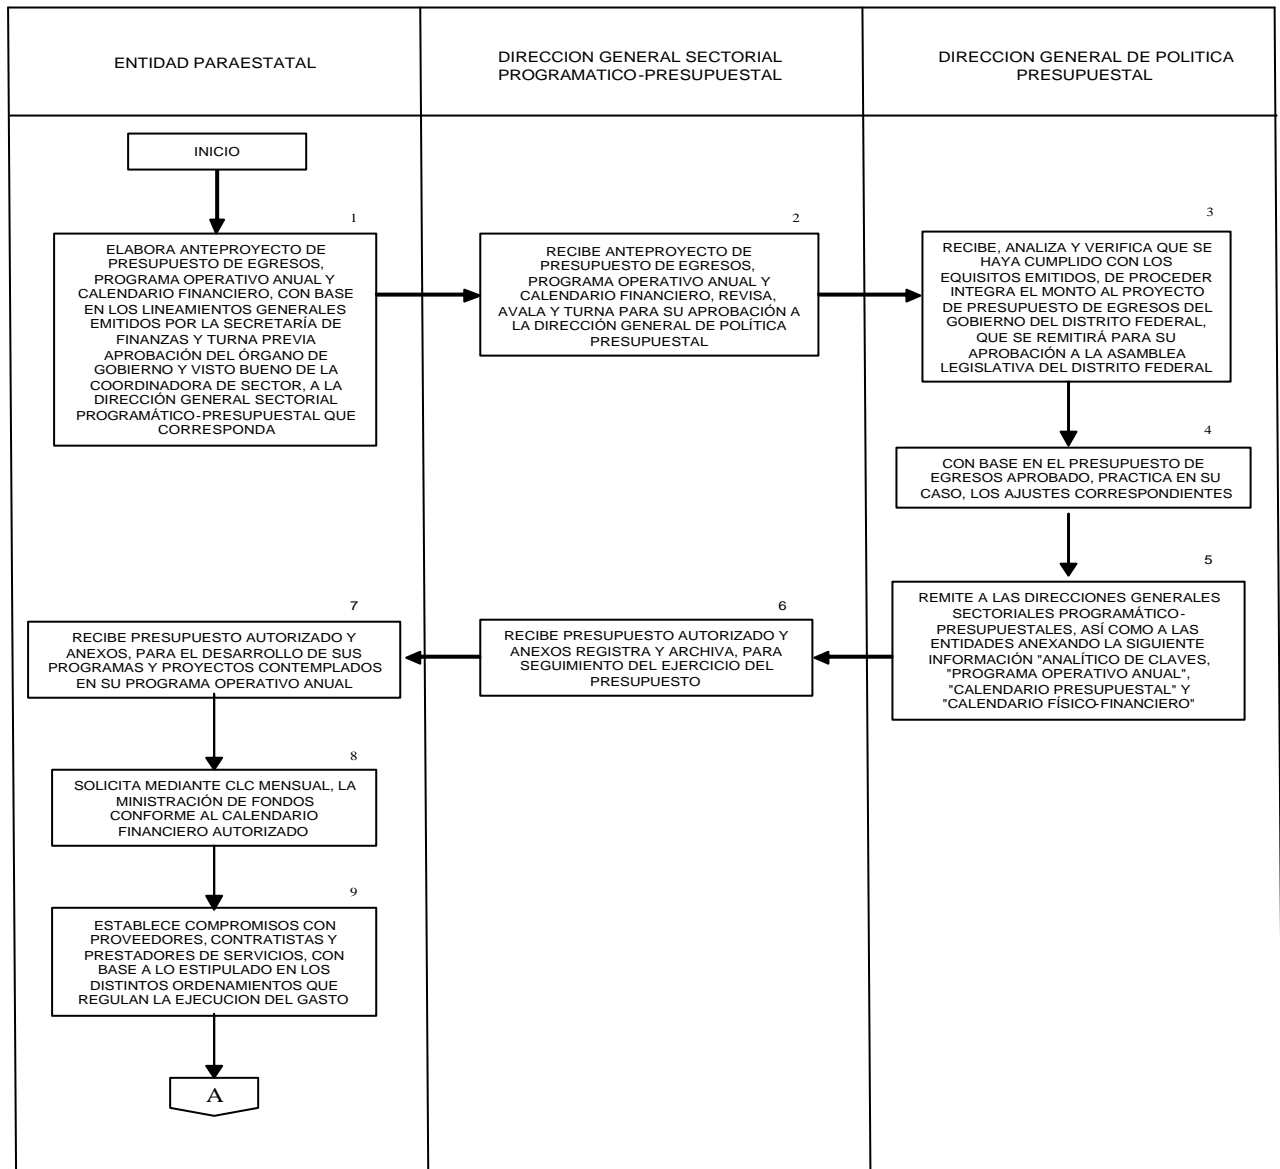 ENTIDAD PARAESTATAL
DIRECCION GENERAL SECTORIAL
PROGRAMATICO-PRESUPUESTAL
DIRECCION GENERAL DE POLITICA
PRESUPUESTAL
INICIO
1
ELABORA ANTEPROYECTO DE
PRESUPUESTO DE EGRESOS,
PROGRAMA OPERATIVO ANUAL Y
CALENDARIO FINANCIERO, CON BASE
EN LOS LINEAMIENTOS GENERALES
EMITIDOS POR LA SECRETARÍA DE
FINANZAS Y TURNA PREVIA
APROBACIÓN DEL ÓRGANO DE
GOBIERNO Y VISTO BUENO DE LA
COORDINADORA DE SECTOR, A LA
DIRECCIÓN GENERAL SECTORIAL
PROGRAMÁTICO-PRESUPUESTAL QUE
CORRESPONDA
2
RECIBE ANTEPROYECTO DE
PRESUPUESTO DE EGRESOS,
PROGRAMA OPERATIVO ANUAL Y
CALENDARIO FINANCIERO, REVISA,
AVALA Y TURNA PARA SU APROBACIÓN A
LA DIRECCIÓN GENERAL DE POLÍTICA
PRESUPUESTAL
3
RECIBE, ANALIZA Y VERIFICA QUE SE
HAYA CUMPLIDO CON LOS
EQUISITOS EMITIDOS, DE PROCEDER
INTEGRA EL MONTO AL PROYECTO
DE PRESUPUESTO DE EGRESOS DEL
GOBIERNO DEL DISTRITO FEDERAL,
QUE SE REMITIRÁ PARA SU
APROBACIÓN A LA ASAMBLEA
LEGISLATIVA DEL DISTRITO FEDERAL
4
CON BASE EN EL PRESUPUESTO DE
EGRESOS APROBADO, PRACTICA EN SU
CASO, LOS AJUSTES CORRESPONDIENTES
5
REMITE A LAS DIRECCIONES GENERALES
SECTORIALES PROGRAMÁTICO-
PRESUPUESTALES, ASÍ COMO A LAS
ENTIDADES ANEXANDO LA SIGUIENTE
INFORMACIÓN "ANALÍTICO DE CLAVES,
"PROGRAMA OPERATIVO ANUAL",
"CALENDARIO PRESUPUESTAL" Y
"CALENDARIO FÍSICO-FINANCIERO"
6
RECIBE PRESUPUESTO AUTORIZADO Y
ANEXOS REGISTRA Y ARCHIVA, PARA
SEGUIMIENTO DEL EJERCICIO DEL
PRESUPUESTO
7
RECIBE PRESUPUESTO AUTORIZADO Y
ANEXOS, PARA EL DESARROLLO DE SUS
PROGRAMAS Y PROYECTOS CONTEMPLADOS
EN SU PROGRAMA OPERATIVO ANUAL
8
SOLICITA MEDIANTE CLC MENSUAL, LA
MINISTRACIÓN DE FONDOS
CONFORME AL CALENDARIO
FINANCIERO AUTORIZADO
9
ESTABLECE COMPROMISOS CON
PROVEEDORES, CONTRATISTAS Y
PRESTADORES DE SERVICIOS, CON
BASE A LO ESTIPULADO EN LOS
DISTINTOS ORDENAMIENTOS QUE
REGULAN LA EJECUCION DEL GASTO
A